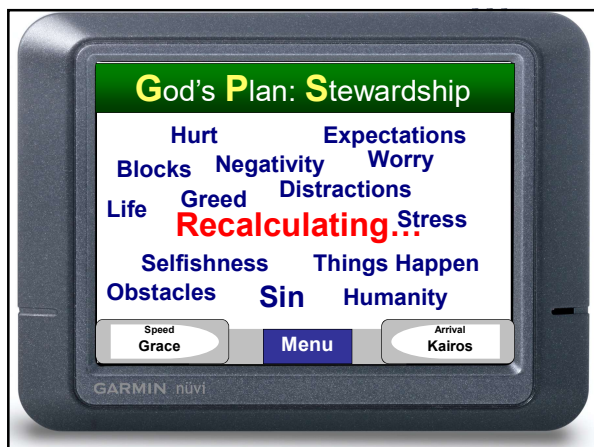 God's Plan: Stewardship
Hurt Expectations
Blocks Negativity Worry
Greed Distractions
Life Recalculating... Stress
Selfishness Things Happen
Obstacles Sin Humanity
Speed Arrival
Grace Menu Kairos
GARMIN nüvi